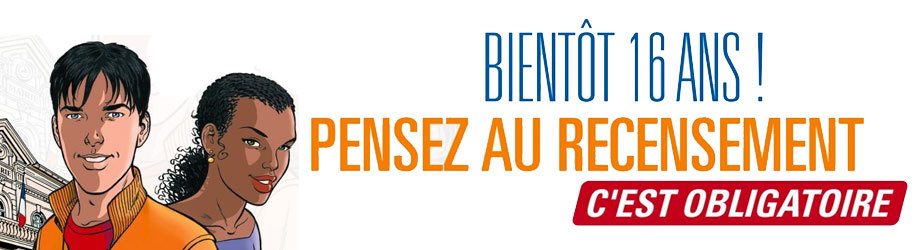 BIENTÔT 16 ANS !
PENSEZ AU RECENSEMENT
C'EST OBLIGATOIRE